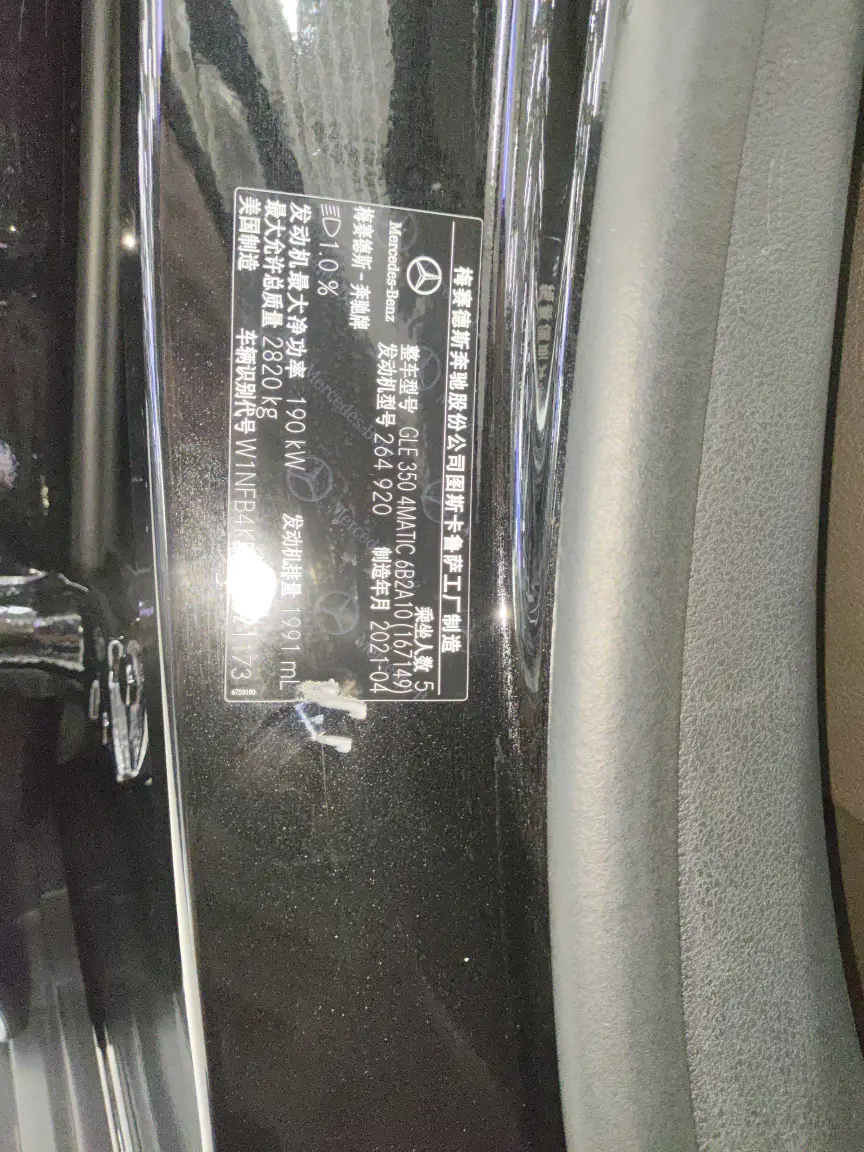 梅赛德斯奔驰股份公司图斯卡鲁萨工厂制造
乘坐人数 5
Mercedes-Benz
整车型号 GLE 350 4MATIC 6B2A10(167149)
梅赛德斯-奔驰牌
发动机型号 264 920
制造年月 2021-04
1.0 %
发动机最大净功率 190 kW
发动机排量 1991 mL
最大允许总质量 2820 kg
美国制造
车辆识别代号 W1NFB4K 21173
6753193